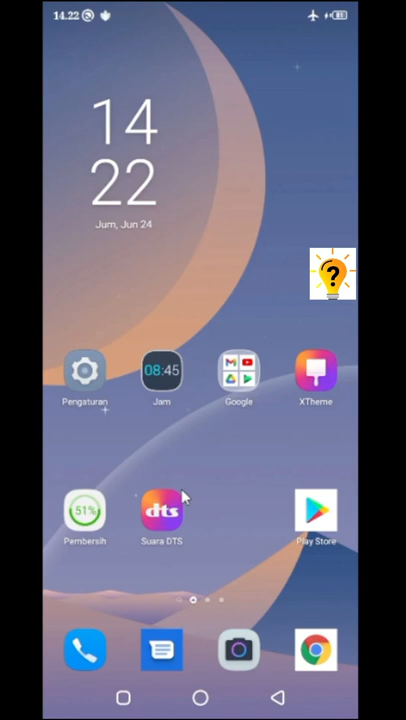 14.22
14
22
Jum, Jun 24
?
08:45
Pengaturan
Jam
Google
XTheme
51%
dts
Pembersih
Suara DTS
Play Store